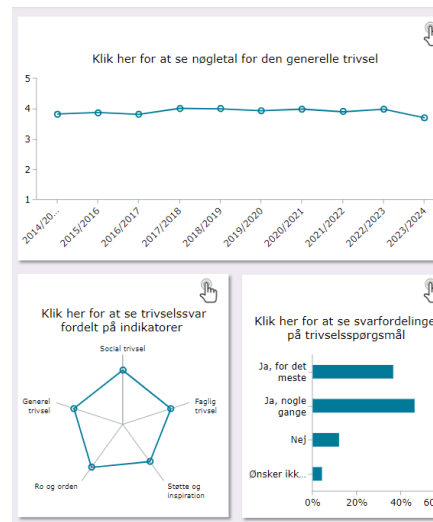 Klik her for at se nøgletal for den generelle trivsel
5
4
3
2
1
2014/20...
2015/2016
2016/2017
2017/2018
2018/2019
2019/2020
2020/2021
2021/2022
2022/2023
2023/2024
Klik her for at se trivselssvar
fordelt på indikatorer
Social trivsel
Generel
trivsel
Faglig
trivsel
Ro og orden
Støtte og
inspiration
Klik her for at se svarfordelinge
på trivselsspørgsmål
Ja, for det
meste
Ja, nogle
gange
Nej
Ønsker ikk...
0%
20%
40%
60